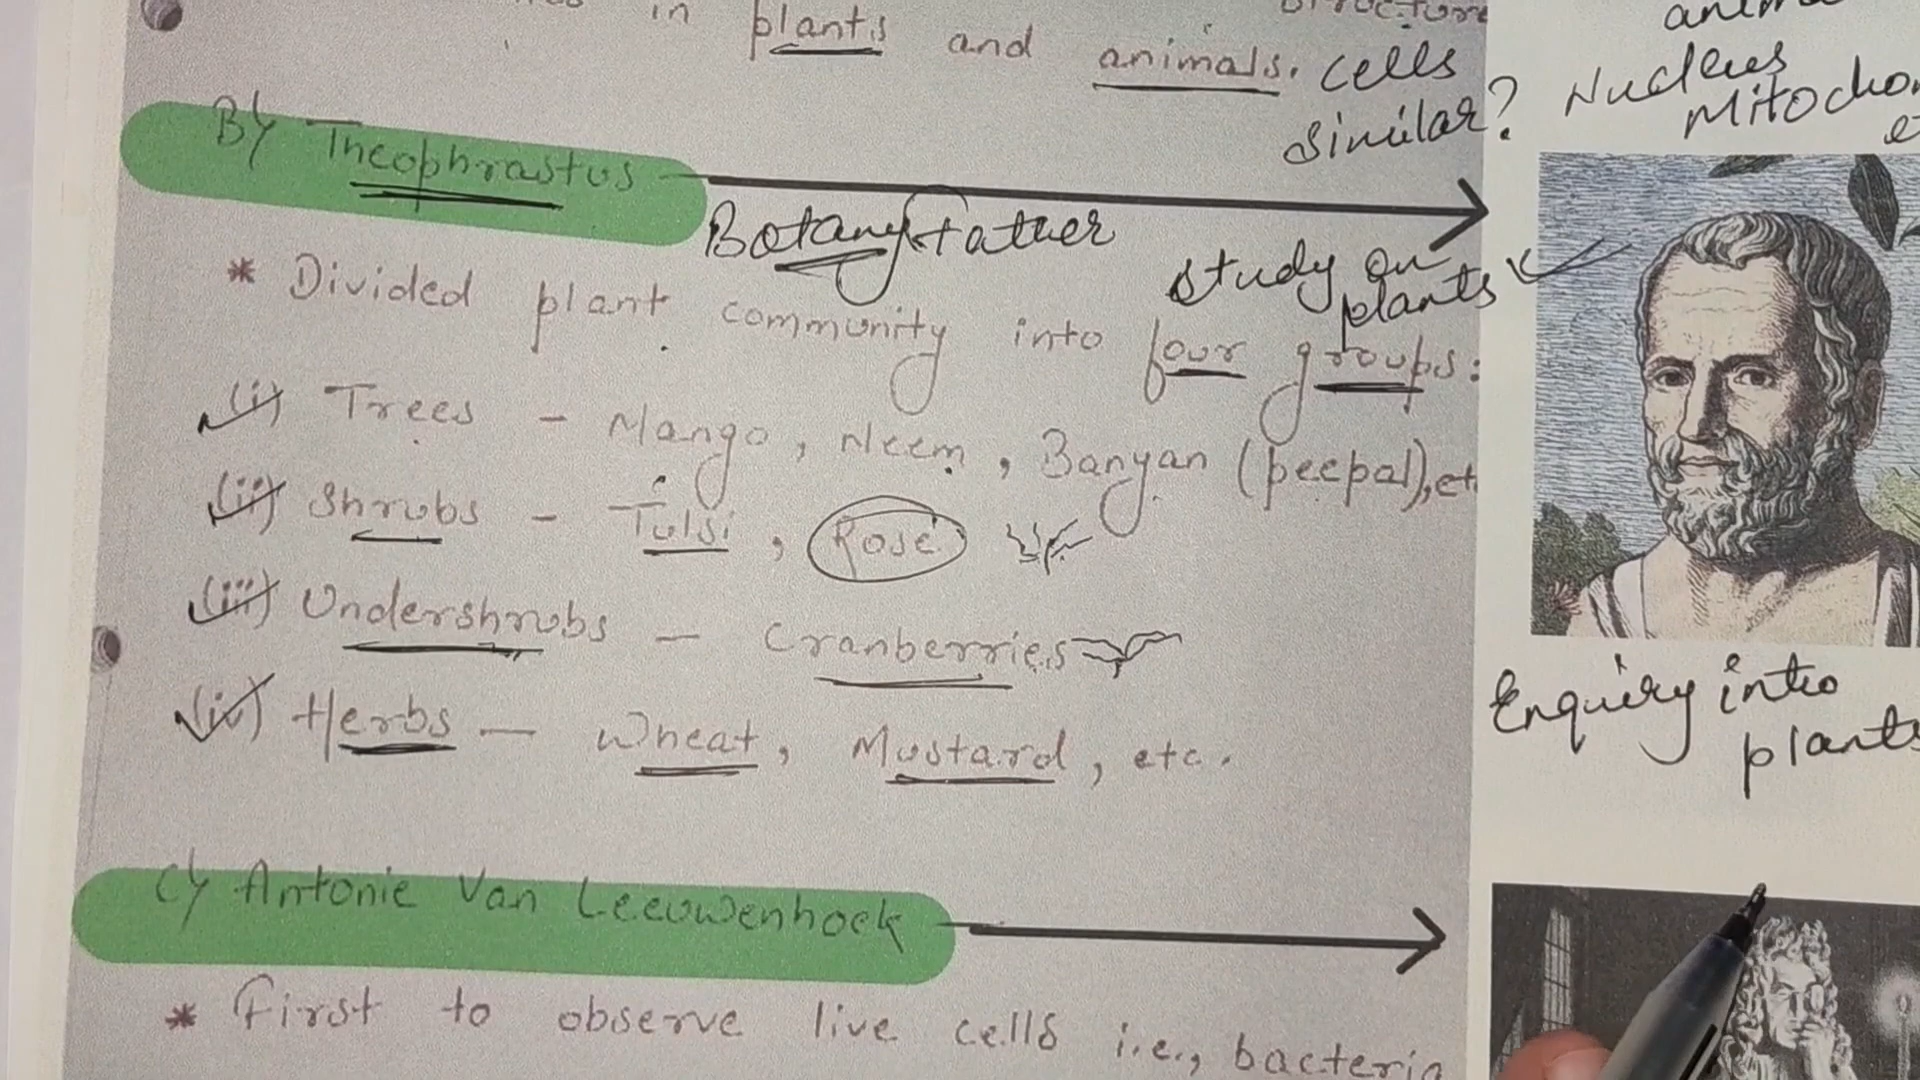 in plants and animals.
structure
cells
similar?
Nucleus
B) Theophrastus
Botany Father
Study on
plants
* Divided plant community into four groups:
(i) Trees - Mango, Neem, Banyan (peepal), etc
(ii) Shrubs - Tulsi, Rose
(iii) Undershrubs - Cranberries
(iv) Herbs - Wheat, Mustard, etc.
Enquiry into
plants
C) Antonie Van Leeuwenhoek
* First to observe live cells i.e., bacteria